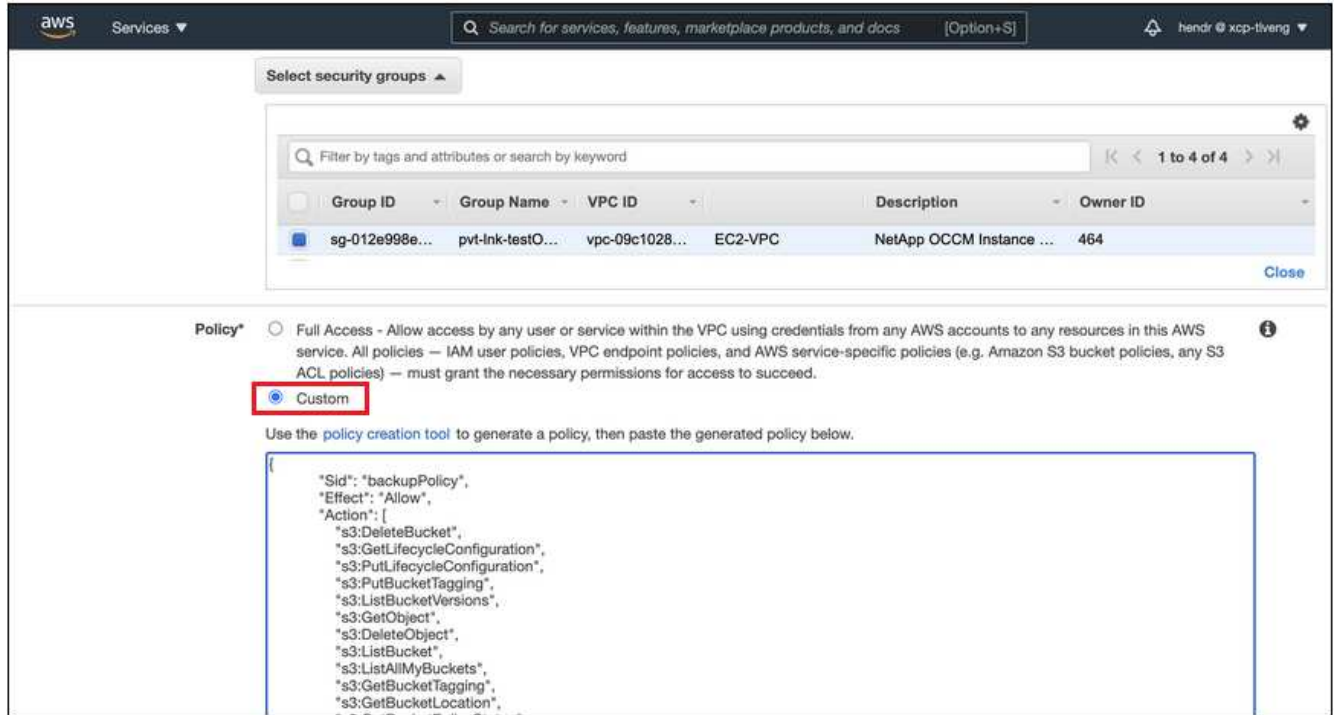 aws Services ▼ Search for services, features, marketplace products, and docs [Option+S] hendr @ xcp-tlveng ▼
Select security groups ▲
Filter by tags and attributes or search by keyword 1 to 4 of 4
Group ID Group Name VPC ID Description Owner ID
sg-012e998e... pvt-lnk-testO... vpc-09c1028... EC2-VPC NetApp OCCM Instance ... 464
Close
Policy* Full Access - Allow access by any user or service within the VPC using credentials from any AWS accounts to any resources in this AWS
service. All policies — IAM user policies, VPC endpoint policies, and AWS service-specific policies (e.g. Amazon S3 bucket policies, any S3
ACL policies) — must grant the necessary permissions for access to succeed.
Custom
Use the policy creation tool to generate a policy, then paste the generated policy below.
{
"Sid": "backupPolicy",
"Effect": "Allow",
"Action": [
"s3:DeleteBucket",
"s3:GetLifecycleConfiguration",
"s3:PutLifecycleConfiguration",
"s3:PutBucketTagging",
"s3:ListBucketVersions",
"s3:GetObject",
"s3:DeleteObject",
"s3:ListBucket",
"s3:ListAllMyBuckets",
"s3:GetBucketTagging",
"s3:GetBucketLocation",